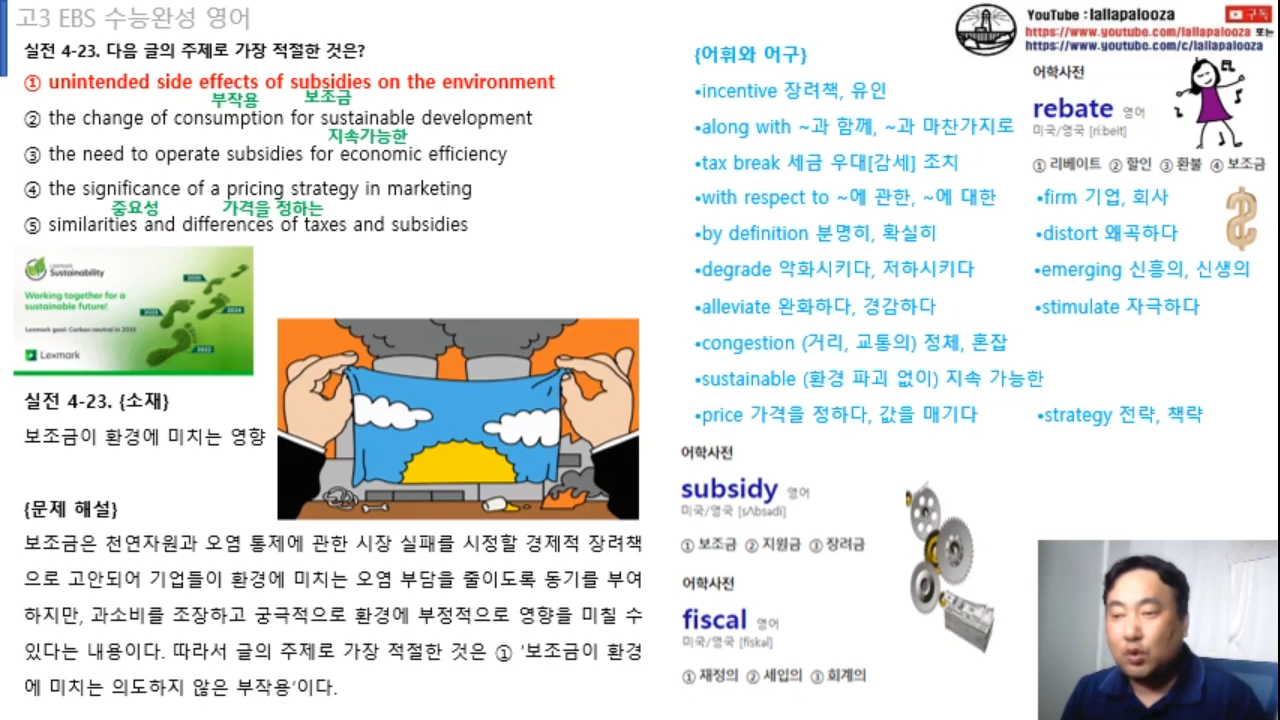 고3 EBS 수능완성 영어
실전 4-23. 다음 글의 주제로 가장 적절한 것은?
① unintended side effects of subsidies on the environment
부작용 보조금
② the change of consumption for sustainable development
지속가능한
③ the need to operate subsidies for economic efficiency
④ the significance of a pricing strategy in marketing
중요성 가격을 정하는
⑤ similarities and differences of taxes and subsidies
Lexmark
Sustainability
Working together for a
sustainable future!
Lexmark goal: Carbon neutral in 2035
Lexmark
실전 4-23. {소재}
보조금이 환경에 미치는 영향
{문제 해설}
보조금은 천연자원과 오염 통제에 관한 시장 실패를 시정할 경제적 장려책
으로 고안되어 기업들이 환경에 미치는 오염 부담을 줄이도록 동기를 부여
하지만, 과소비를 조장하고 궁극적으로 환경에 부정적으로 영향을 미칠 수
있다는 내용이다. 따라서 글의 주제로 가장 적절한 것은 ① ‘보조금이 환경
에 미치는 의도하지 않은 부작용’이다.
{어휘와 어구}
•incentive 장려책, 유인
•along with ~과 함께, ~과 마찬가지로
•tax break 세금 우대[감세] 조치
•with respect to ~에 관한, ~에 대한
•by definition 분명히, 확실히
•degrade 악화시키다, 저하시키다
•alleviate 완화하다, 경감하다
•congestion (거리, 교통의) 정체, 혼잡
•sustainable (환경 파괴 없이) 지속 가능한
•price 가격을 정하다, 값을 매기다
•firm 기업, 회사
•distort 왜곡하다
•emerging 신흥의, 신생의
•stimulate 자극하다
•strategy 전략, 책략
YouTube : lallapalooza
구독
https://www.youtube.com/lallapalooza 또는
https://www.youtube.com/c/lallapalooza
어학사전
rebate 영어
미국/영국 [ri:beit]
① 리베이트 ② 할인 ③ 환불 ④ 보조금
어학사전
subsidy 영어
미국/영국 [sʌbsədi]
① 보조금 ② 지원금 ③ 장려금
어학사전
fiscal 영어
미국/영국 [fiskəl]
① 재정의 ② 세입의 ③ 회계의